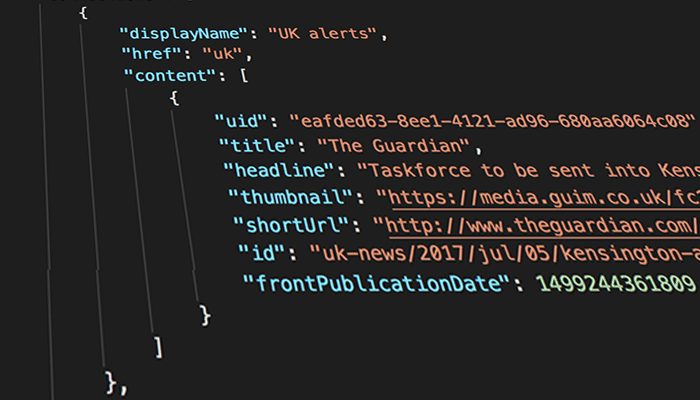 {
"displayName": "UK alerts",
"href": "uk",
"content": [
{
"uid": "eafded63-8ee1-4121-ad96-680aa6064c08"
"title": "The Guardian",
"headline": "Taskforce to be sent into Kens
"thumbnail": "https://media.guim.co.uk/fc
"shortUrl": "http://www.theguardian.com/
"id": "uk-news/2017/jul/05/kensington-a
"frontPublicationDate": 1499244361809
}
]
},